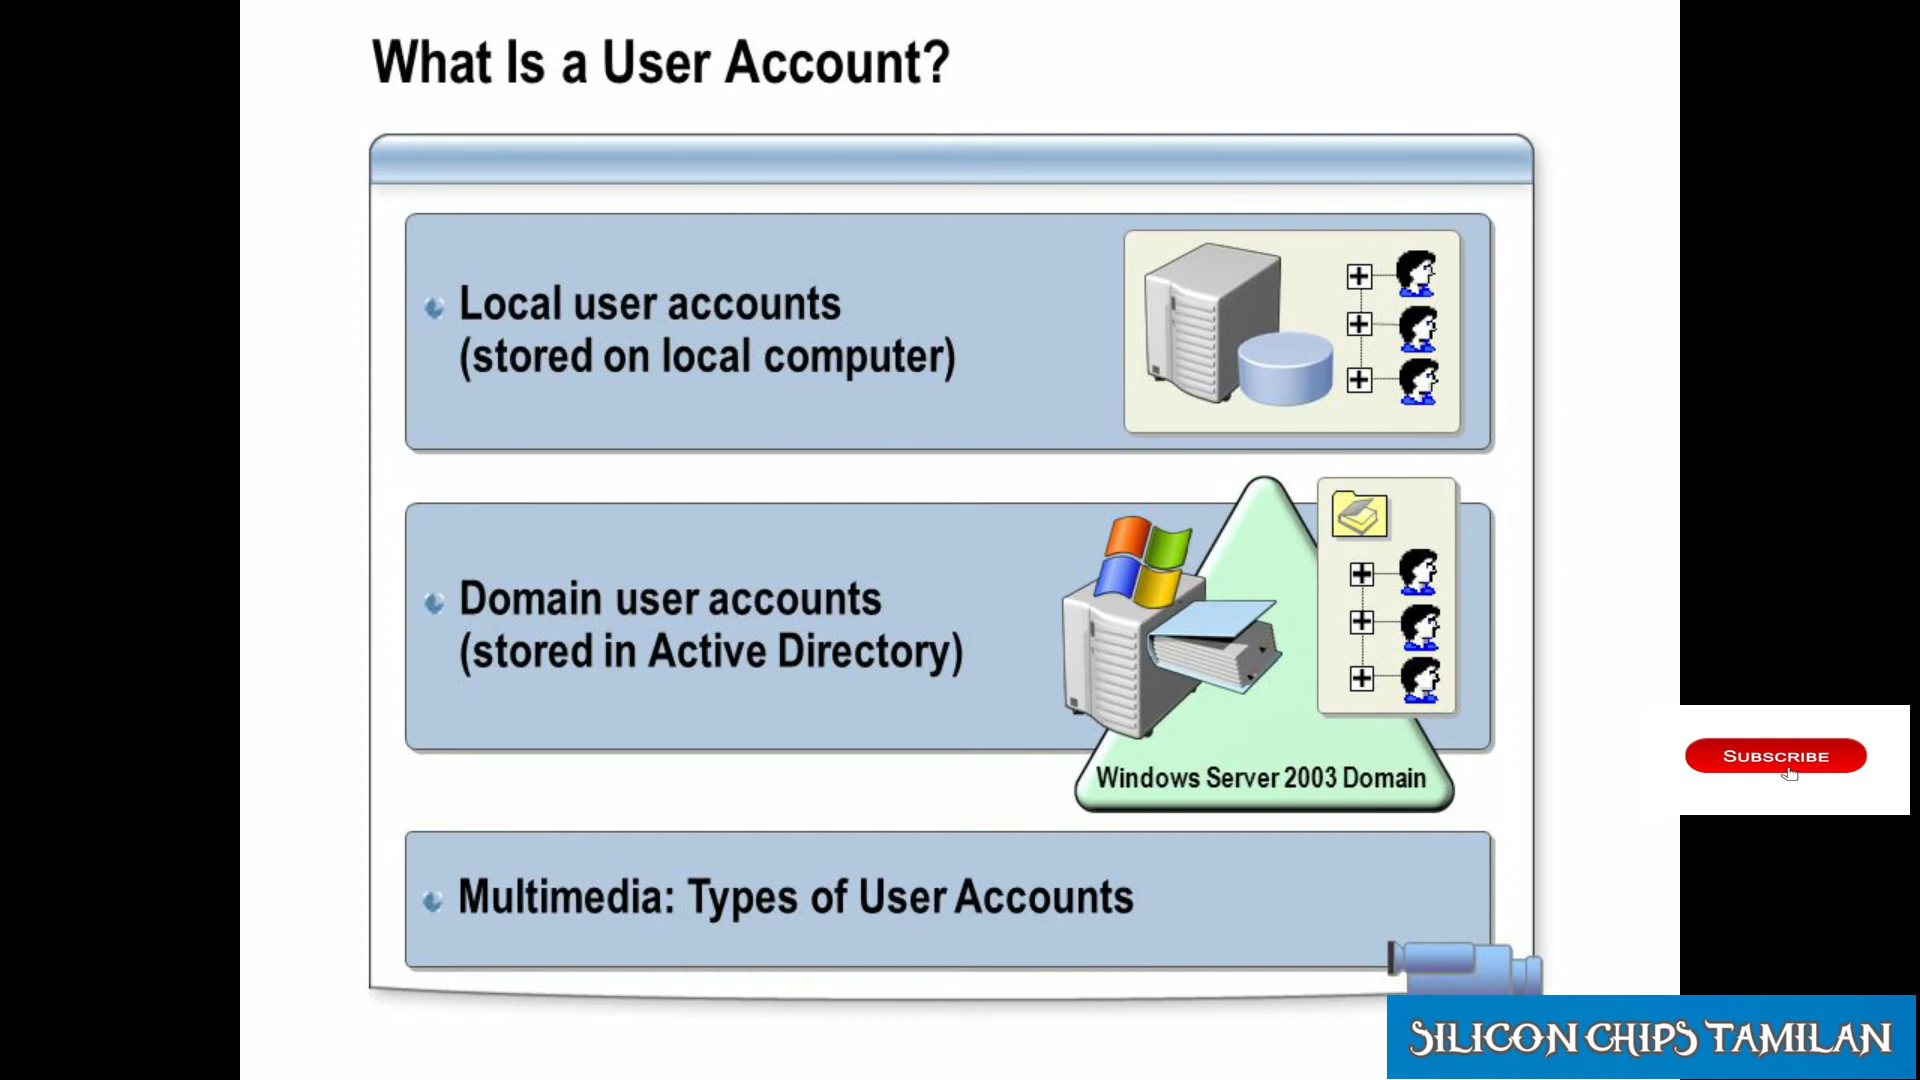 What Is a User Account?
Local user accounts
(stored on local computer)
Domain user accounts
(stored in Active Directory)
Windows Server 2003 Domain
Multimedia: Types of User Accounts
SUBSCRIBE
SILICON CHIPS TAMILAN